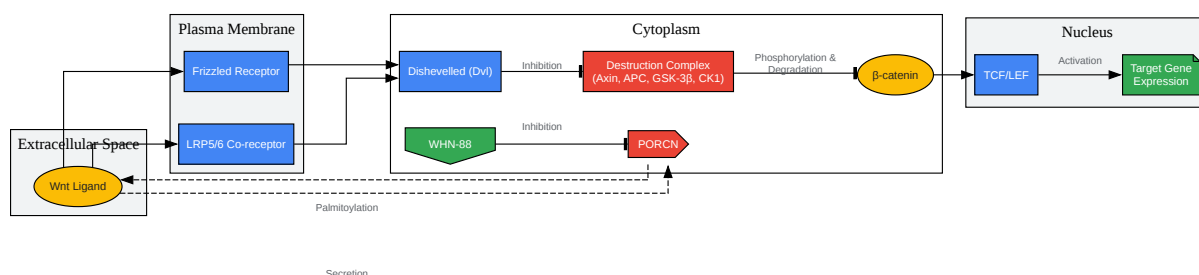 Plasma Membrane
Cytoplasm
Nucleus
Frizzled Receptor
Dishevelled (Dvl)
Inhibition
Destruction Complex
(Axin, APC, GSK-3β, CK1)
Phosphorylation &
Degradation
β-catenin
TCF/LEF
Activation
Target Gene
Expression
Extracellular Space
LRP5/6 Co-receptor
WHN-88
Inhibition
PORCN
Wnt Ligand
Palmitoylation
Secretion